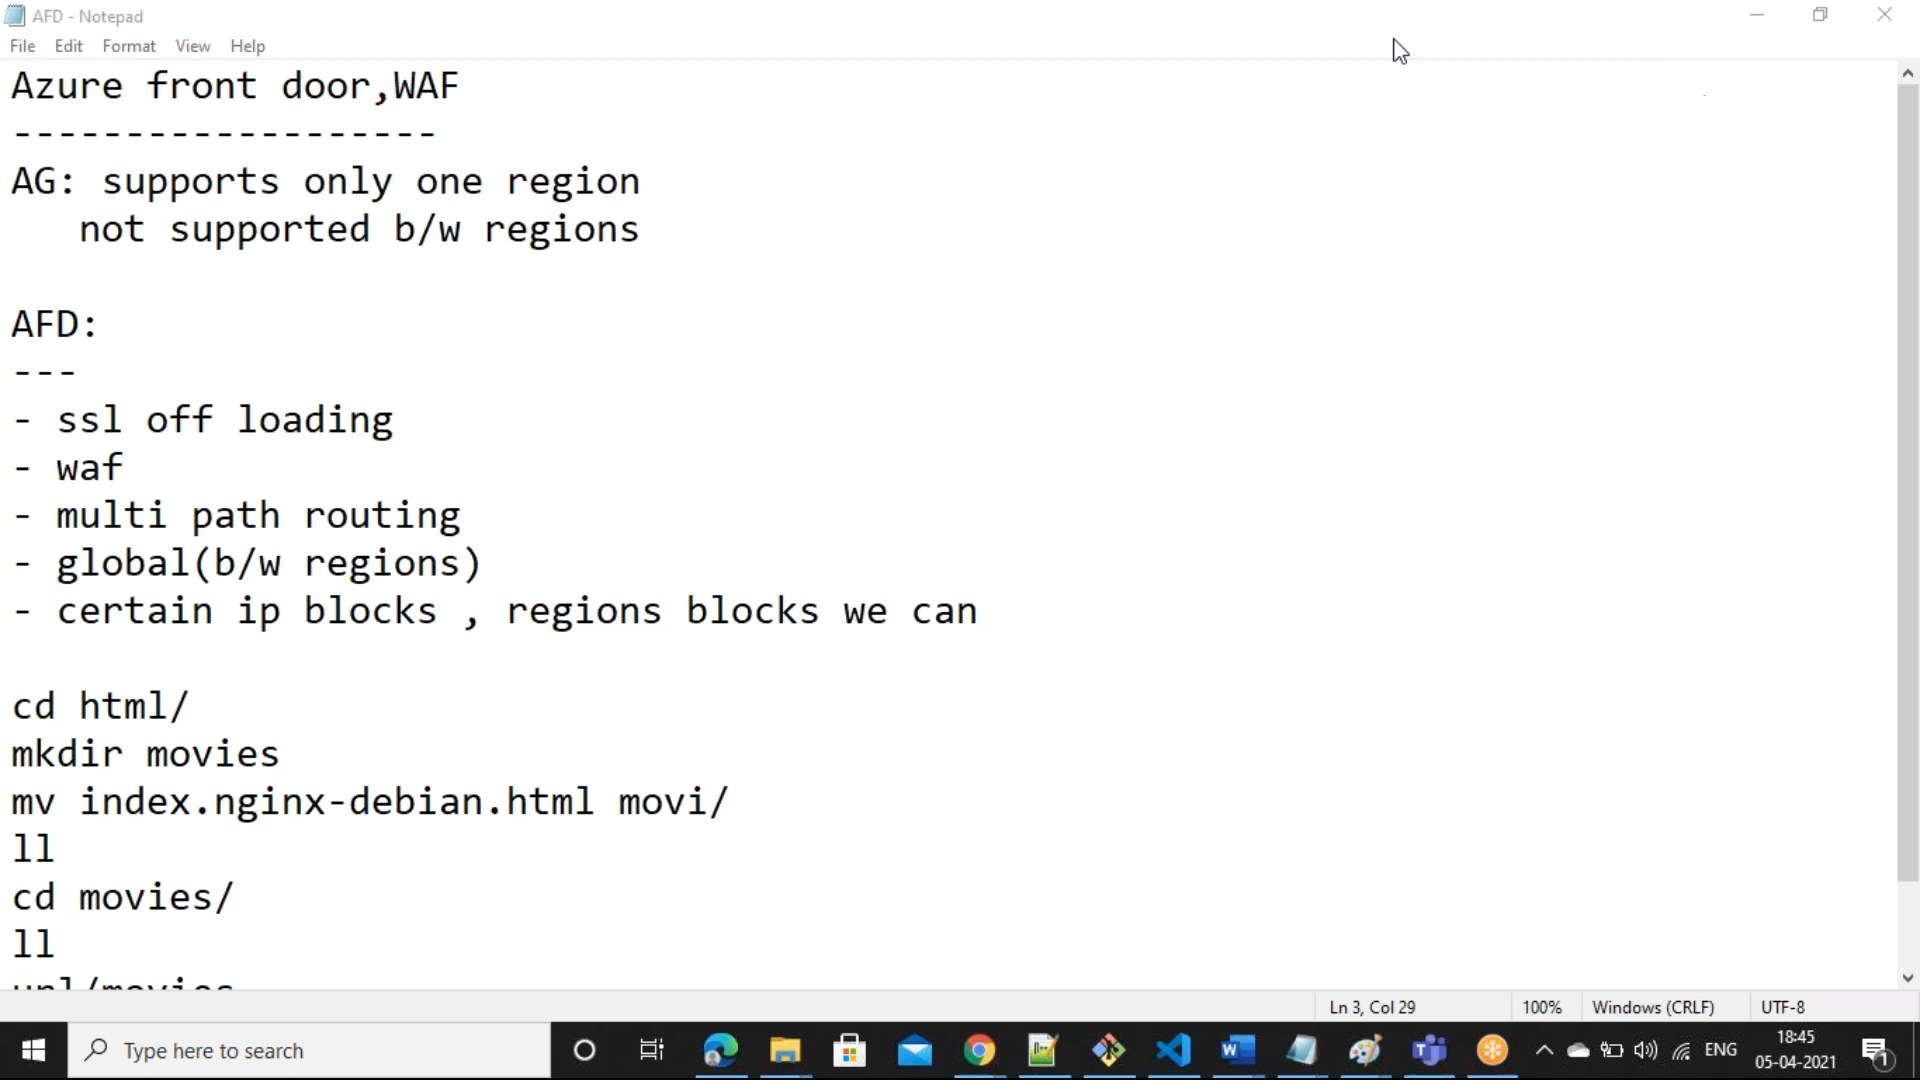 AFD - Notepad
File Edit Format View Help
Azure front door,WAF
-------------------
AG: supports only one region
not supported b/w regions
AFD:
---
- ssl off loading
- waf
- multi path routing
- global(b/w regions)
- certain ip blocks , regions blocks we can
cd html/
mkdir movies
mv index.nginx-debian.html movi/
ll
cd movies/
ll
url/movies
Ln 3, Col 29 100% Windows (CRLF) UTF-8
Type here to search
ENG
18:45
05-04-2021
1